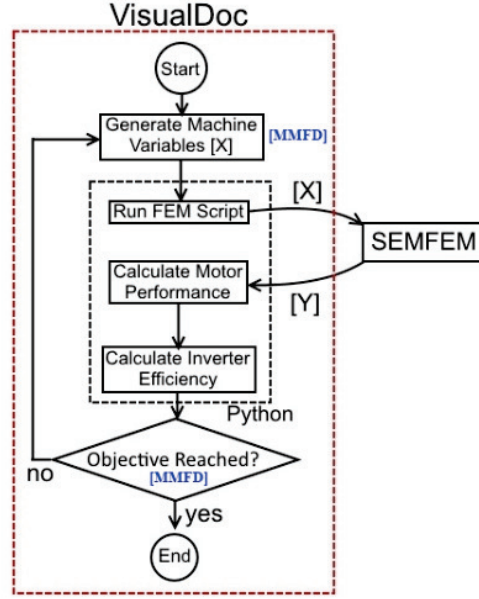 VisualDoc
Start
Generate Machine
Variables [X]
[MMFD]
Run FEM Script
[X]
SEMFEM
Calculate Motor
Performance
[Y]
Calculate Inverter
Efficiency
Python
Objective Reached?
[MMFD]
no
yes
End